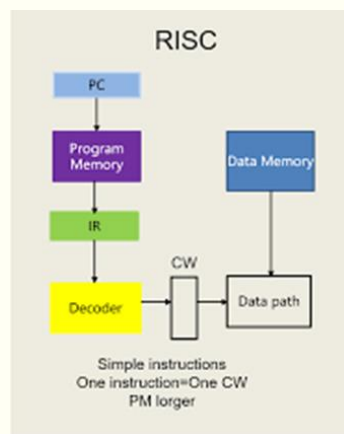 RISC
PC
Program
Memory
Data Memory
IR
CW
Decoder
Data path
Simple instructions
One instruction=One CW
PM lorger